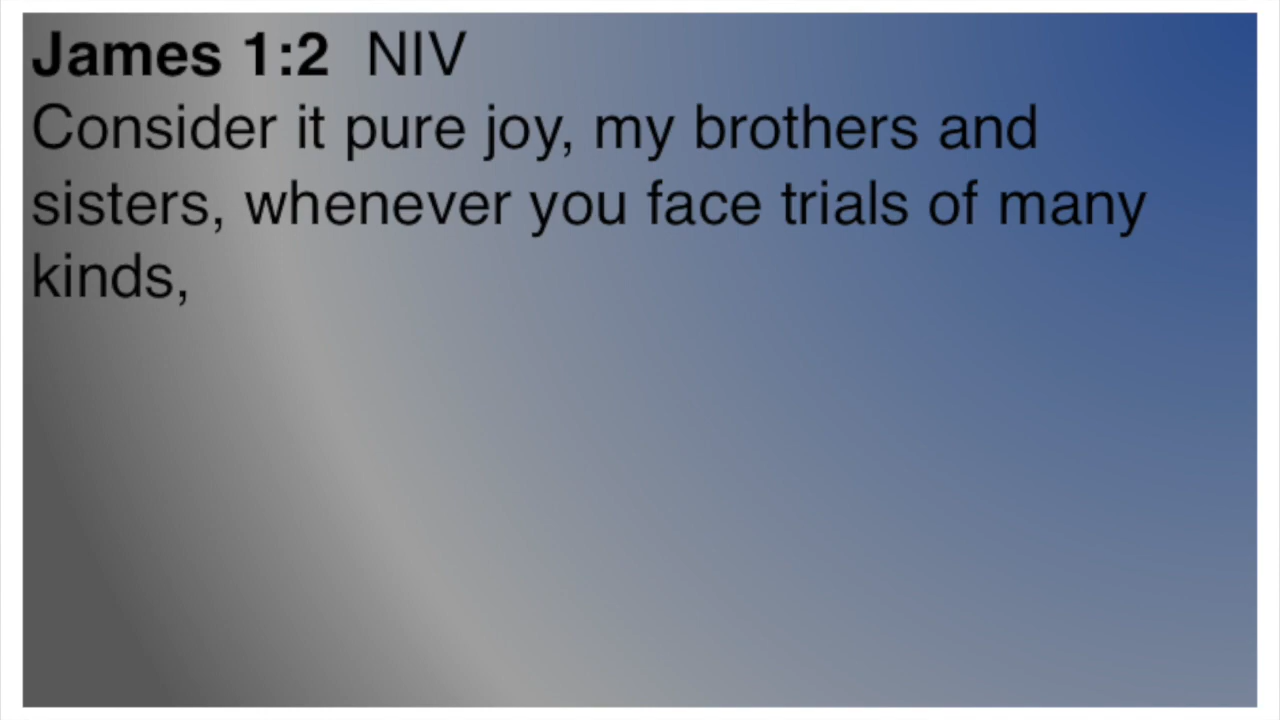 James 1:2 NIV
Consider it pure joy, my brothers and
sisters, whenever you face trials of many
kinds,